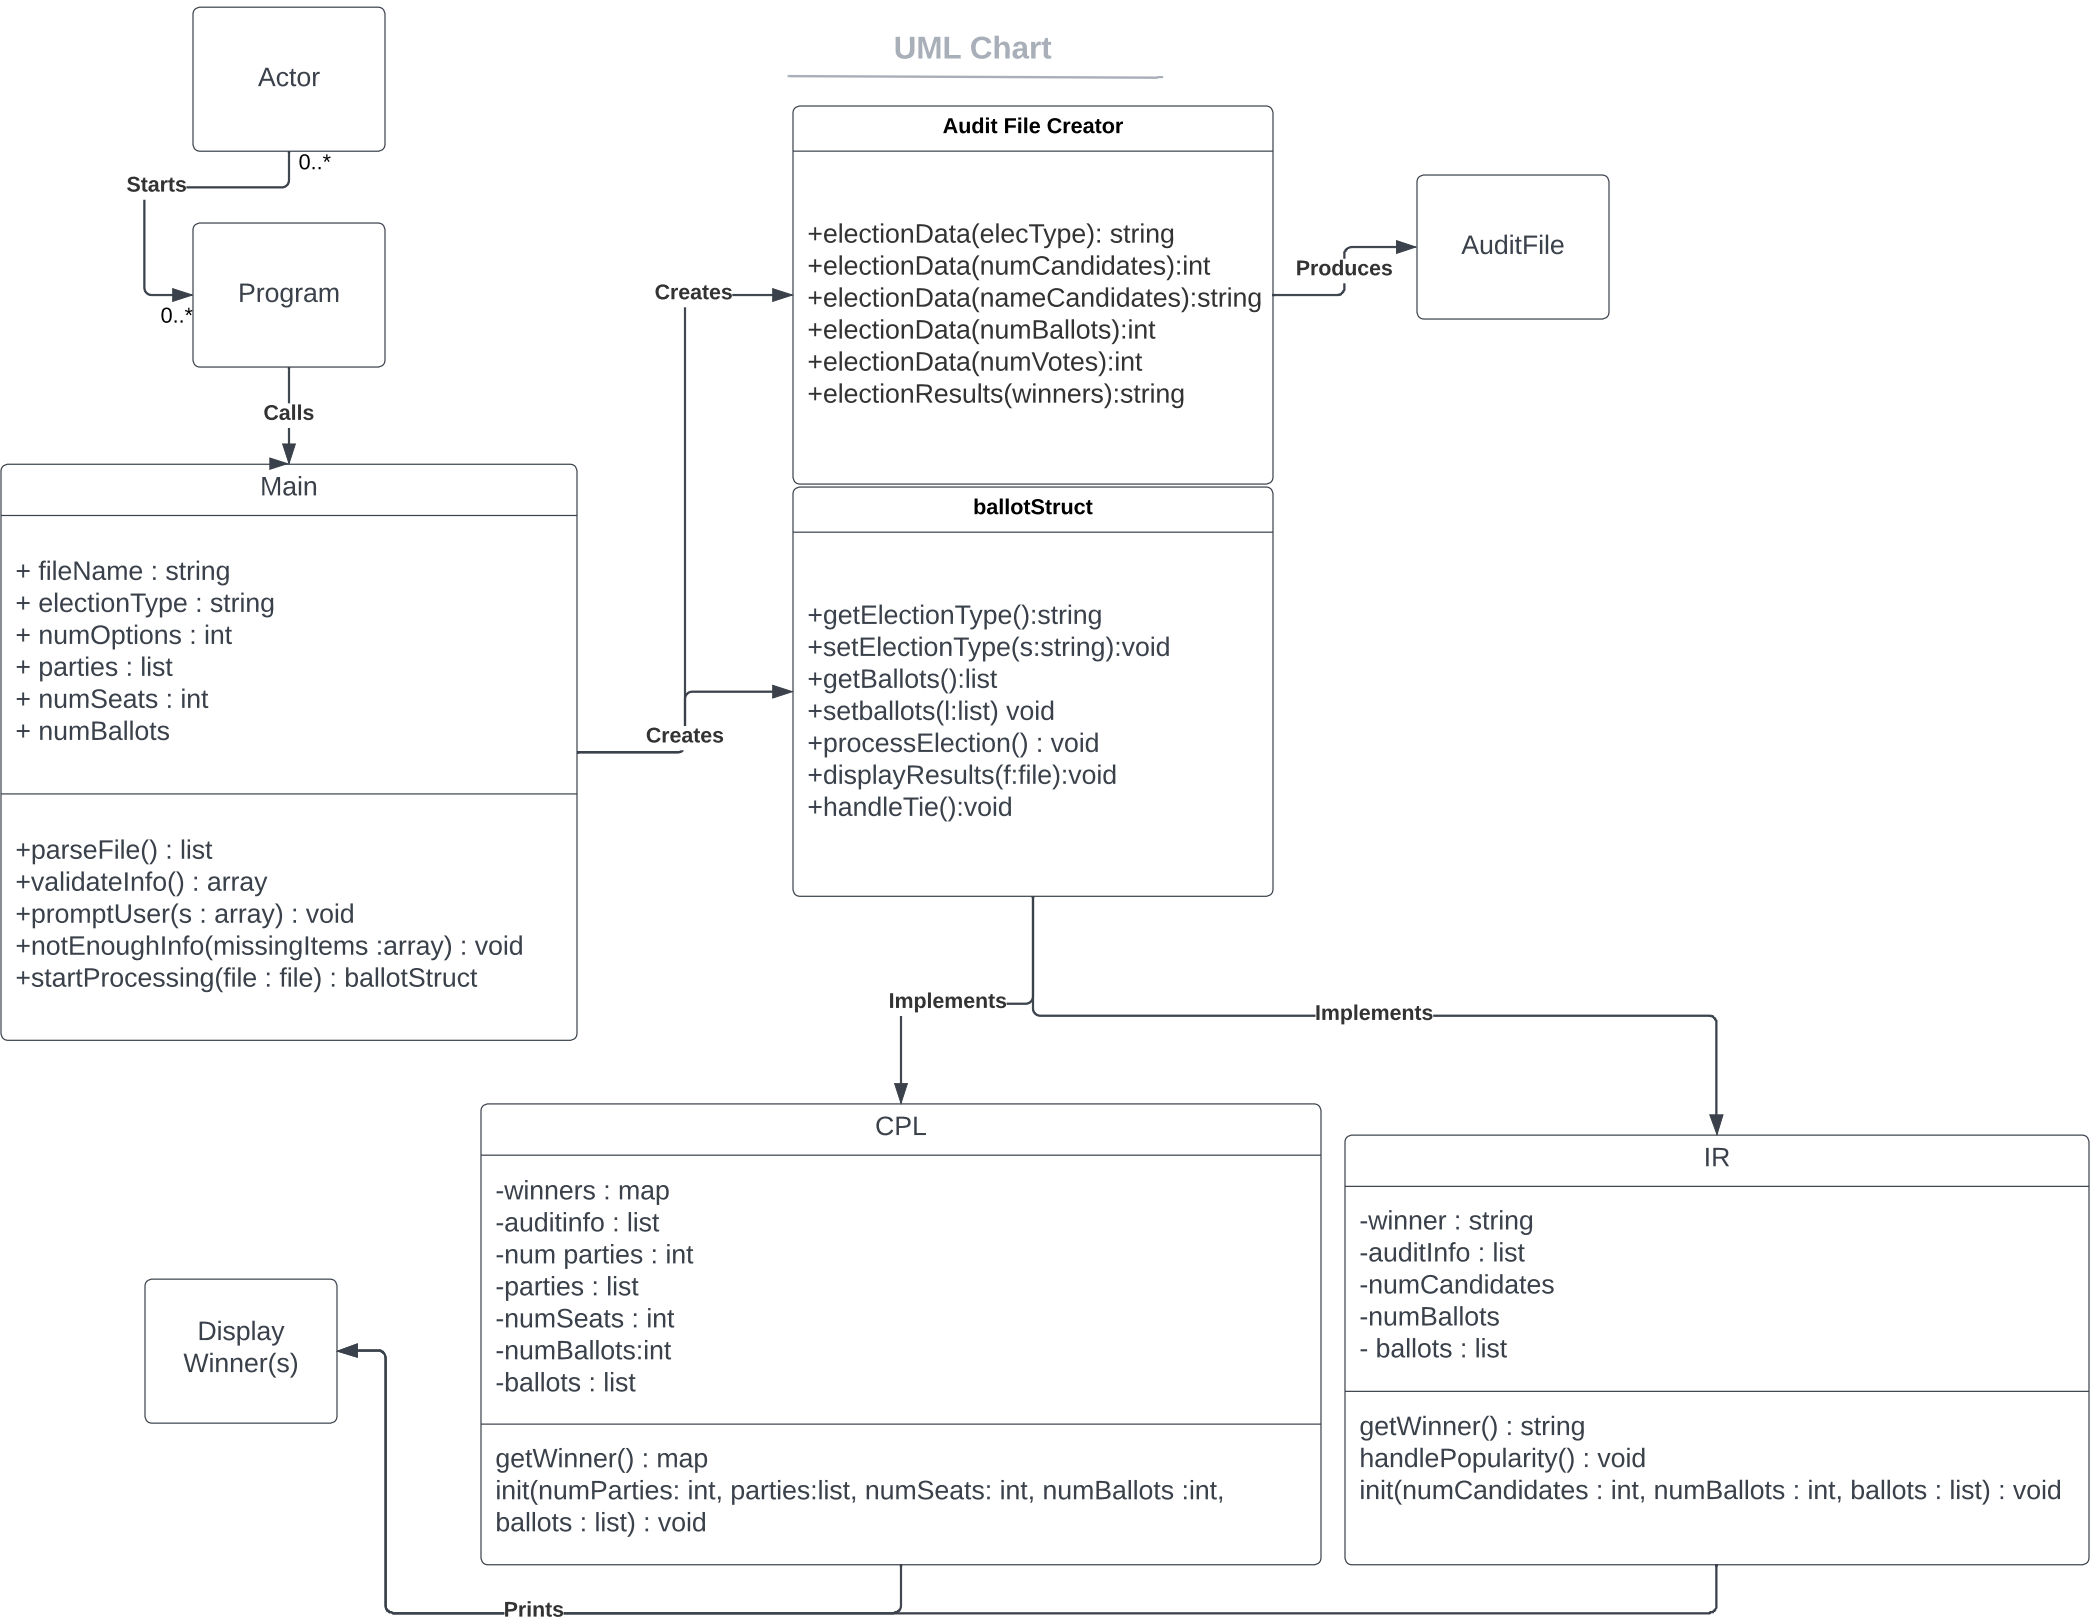 UML Chart
Actor
0..*
Starts
Program
0..*
Calls
Main
+ fileName : string
+ electionType : string
+ numOptions : int
+ parties : list
+ numSeats : int
+ numBallots
+parseFile() : list
+validateInfo() : array
+promptUser(s : array) : void
+notEnoughInfo(missingItems :array) : void
+startProcessing(file : file) : ballotStruct
Creates
Creates
Audit File Creator
+electionData(elecType): string
+electionData(numCandidates):int
+electionData(nameCandidates):string
+electionData(numBallots):int
+electionData(numVotes):int
+electionResults(winners):string
Produces
AuditFile
ballotStruct
+getElectionType():string
+setElectionType(s:string):void
+getBallots():list
+setballots(l:list) void
+processElection() : void
+displayResults(f:file):void
+handleTie():void
Implements
Implements
CPL
-winners : map
-auditinfo : list
-num parties : int
-parties : list
-numSeats : int
-numBallots:int
-ballots : list
getWinner() : map
init(numParties: int, parties:list, numSeats: int, numBallots :int,
ballots : list) : void
IR
-winner : string
-auditInfo : list
-numCandidates
-numBallots
- ballots : list
getWinner() : string
handlePopularity() : void
init(numCandidates : int, numBallots : int, ballots : list) : void
Display
Winner(s)
Prints